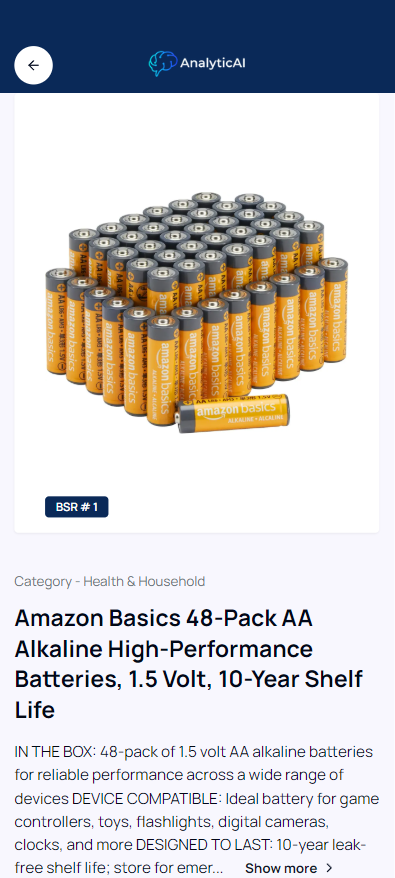 AnalyticAI
amazon basics
ALKALINE • ALCALINE
BSR # 1
Category - Health & Household
Amazon Basics 48-Pack AA
Alkaline High-Performance
Batteries, 1.5 Volt, 10-Year Shelf
Life
IN THE BOX: 48-pack of 1.5 volt AA alkaline batteries
for reliable performance across a wide range of
devices DEVICE COMPATIBLE: Ideal battery for game
controllers, toys, flashlights, digital cameras,
clocks, and more DESIGNED TO LAST: 10-year leak-
free shelf life; store for emer... Show more